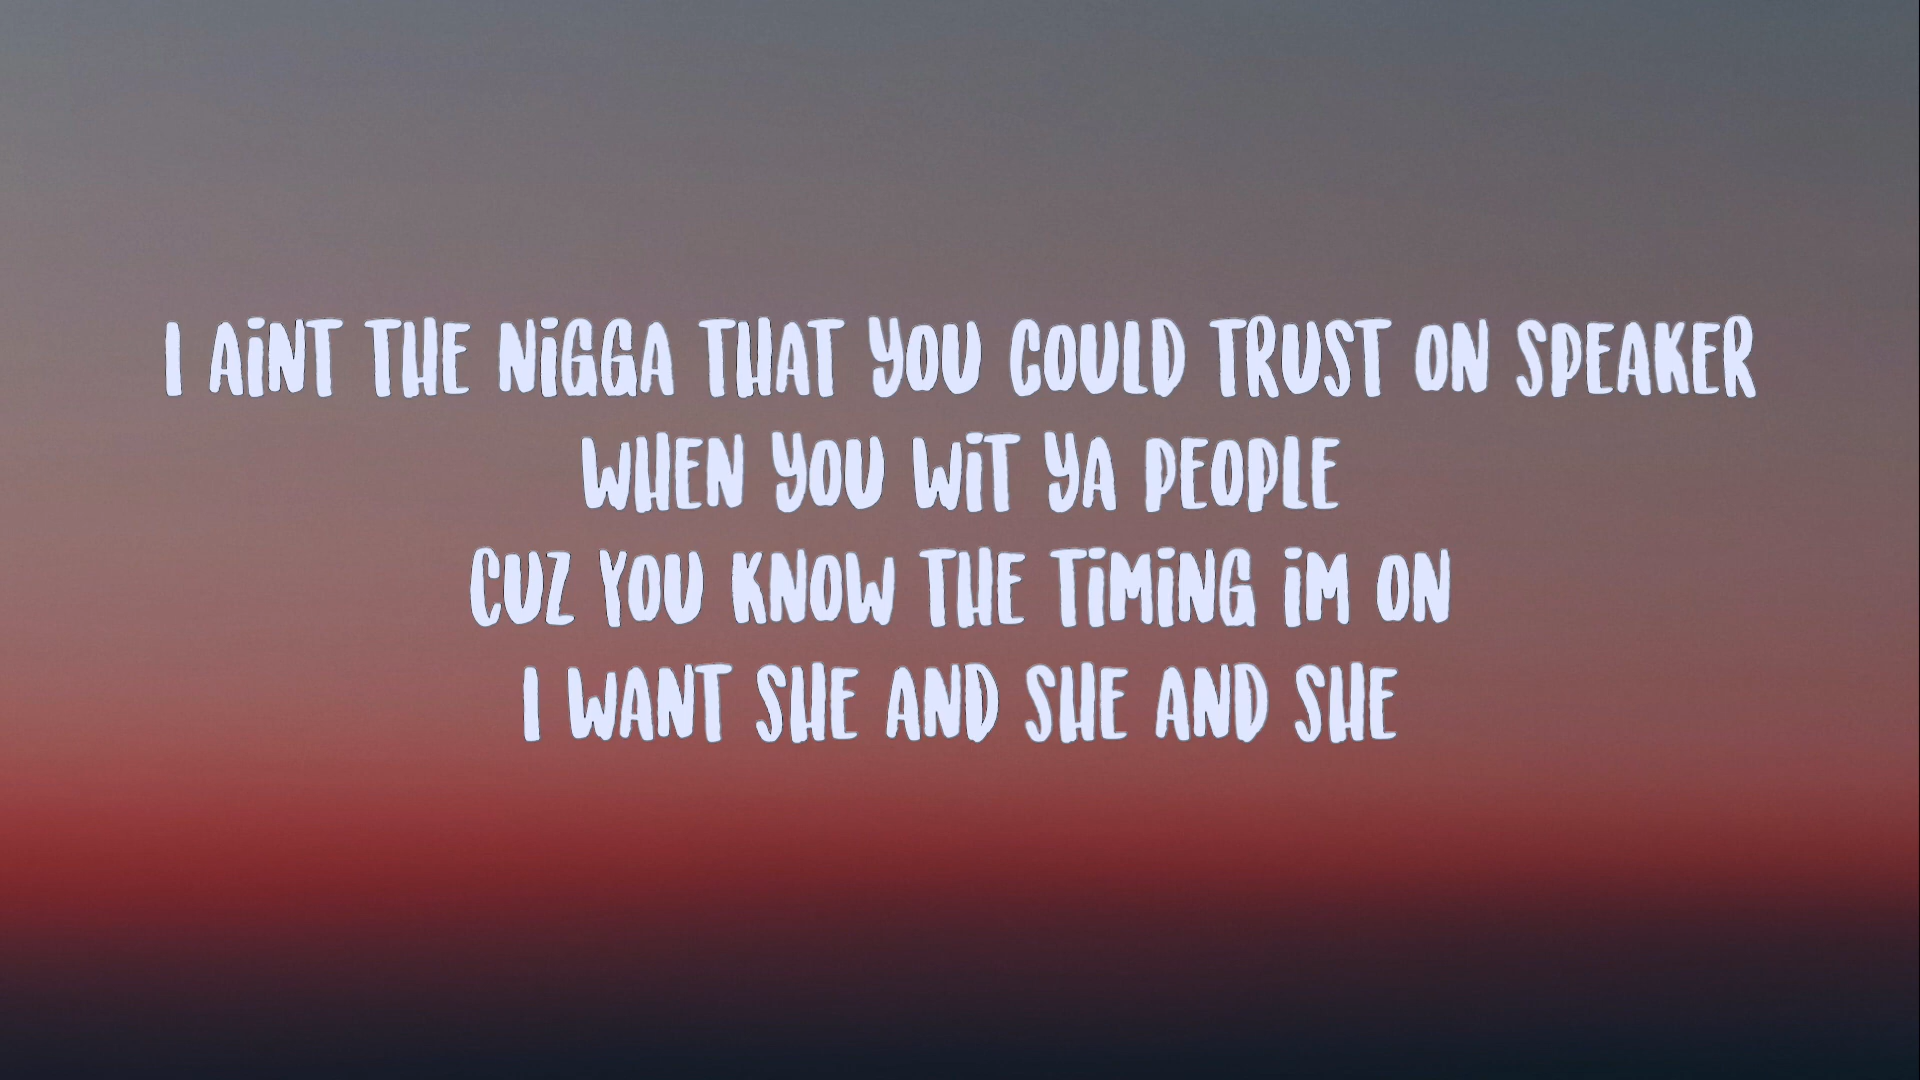 I AiNT THE NiGGA THAT YOU COULD TRUST ON SPEAKER
WHEN YOU WiT YA PEOPLE
CUZ YOU KNOW THE TiMiNG iM ON
I WANT SHE AND SHE AND SHE